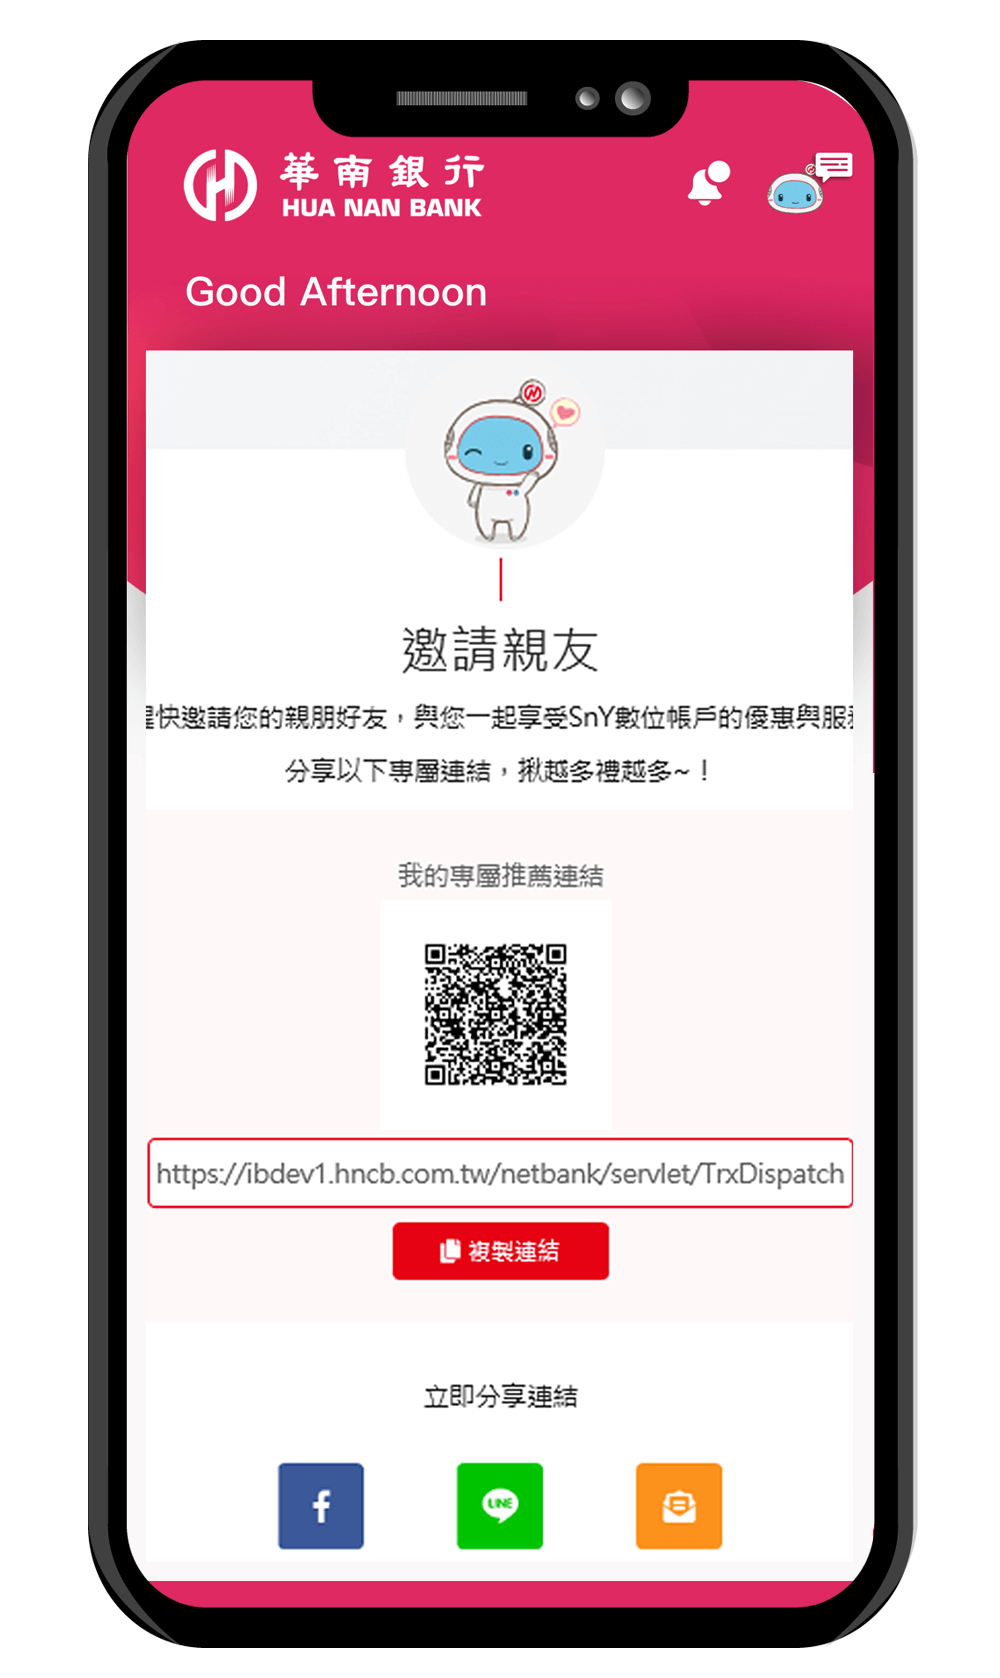 華南銀行
HUA NAN BANK
Good Afternoon
邀請親友
快邀請您的親朋好友，與您一起享受SnY數位帳戶的優惠與服
分享以下專屬連結，揪越多禮越多~！
我的專屬推薦連結
https://ibdev1.hncb.com.tw/netbank/servlet/TrxDispatch
複製連結
立即分享連結
f
LINE